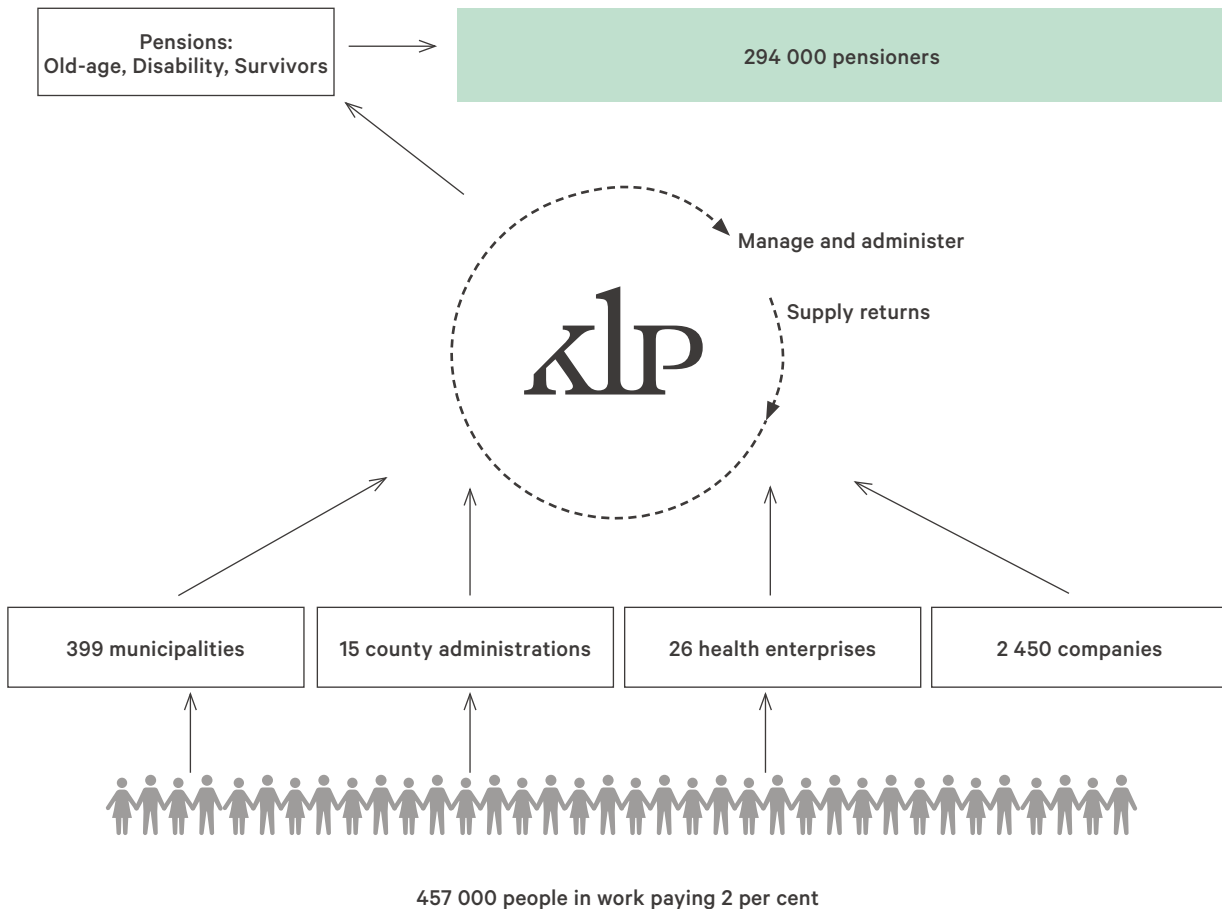 Pensions:
Old-age, Disability, Survivors
294 000 pensioners
Manage and administer
Supply returns
klp
399 municipalities
15 county administrations
26 health enterprises
2 450 companies
457 000 people in work paying 2 per cent